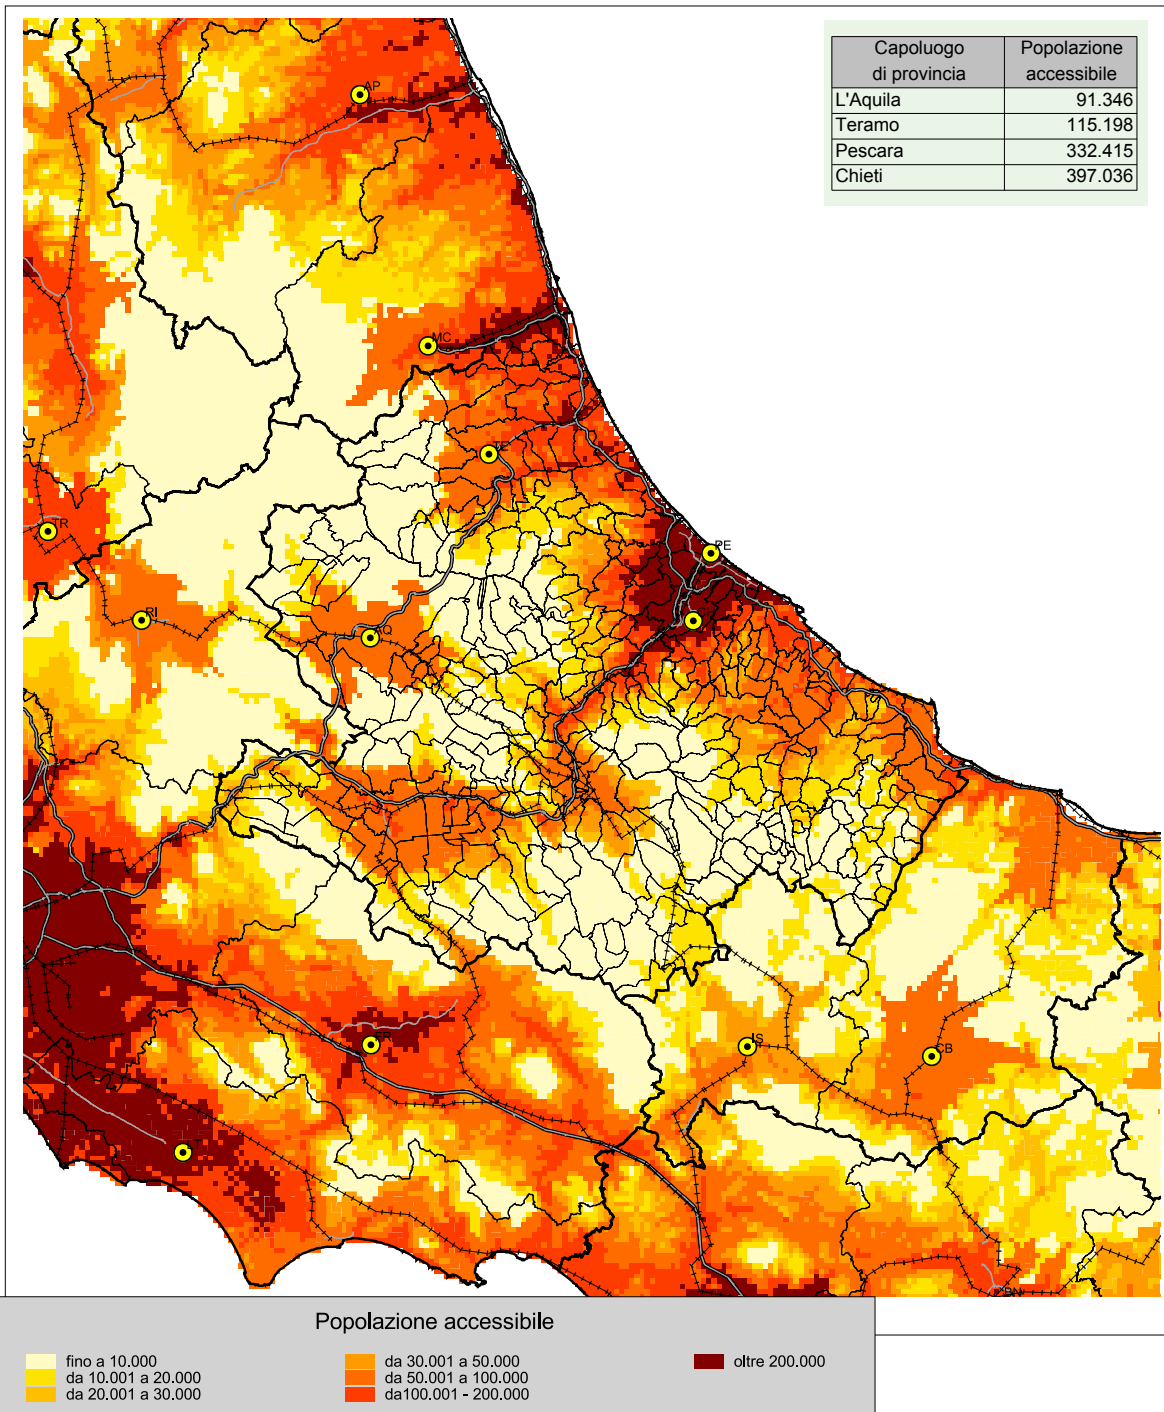 Capoluogo di provincia Popolazione accessibile
L'Aquila 91.346
Teramo 115.198
Pescara 332.415
Chieti 397.036
AP
MC
TE
TR
PE
RI
AQ
FR
IS
CB
BN
Popolazione accessibile
fino a 10.000
da 10.001 a 20.000
da 20.001 a 30.000
da 30.001 a 50.000
da 50.001 a 100.000
da100.001 - 200.000
oltre 200.000